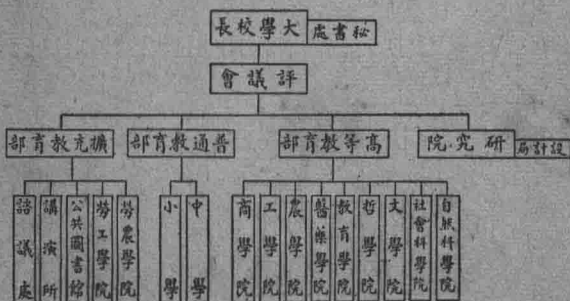 大學校長
秘書處
評議會
研究院
設計局
高等教育部
普通教育部
擴充教育部
自然科學院
社會科學院
文學院
哲學院
教育學院
醫藥學院
農學院
工學院
商學院
中學
小學
勞農學院
勞工學院
公共圖書館
講演所
諮議處